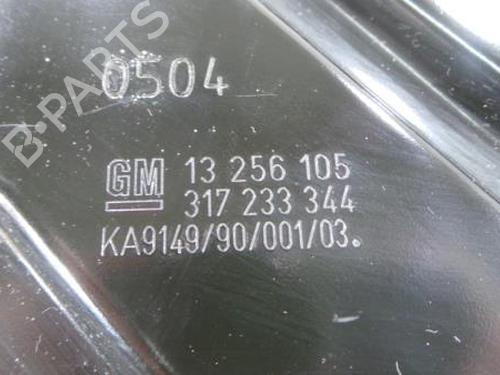 0504
GM 13 256 105
317 233 344
KA9149/90/001/03.
B-PARTS